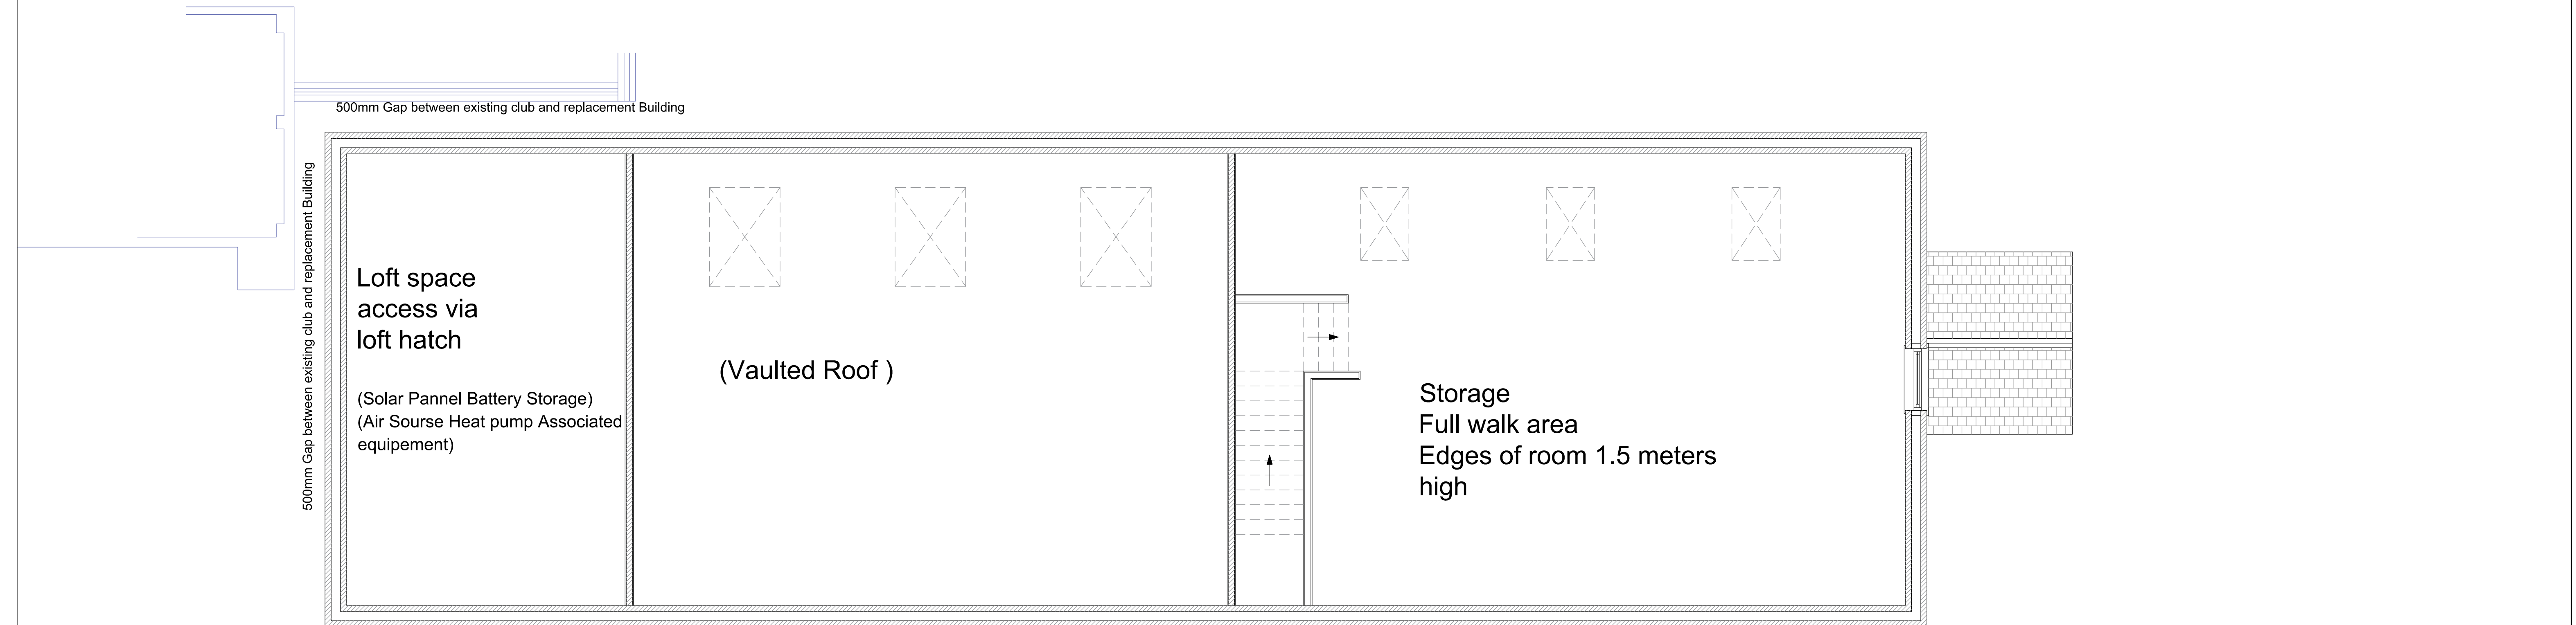 500mm Gap between existing club and replacement Building
500mm Gap between existing club and replacement Building
Loft space
access via
loft hatch
(Solar Pannel Battery Storage)
(Air Sourse Heat pump Associated
equipement)
(Vaulted Roof )
Storage
Full walk area
Edges of room 1.5 meters
high